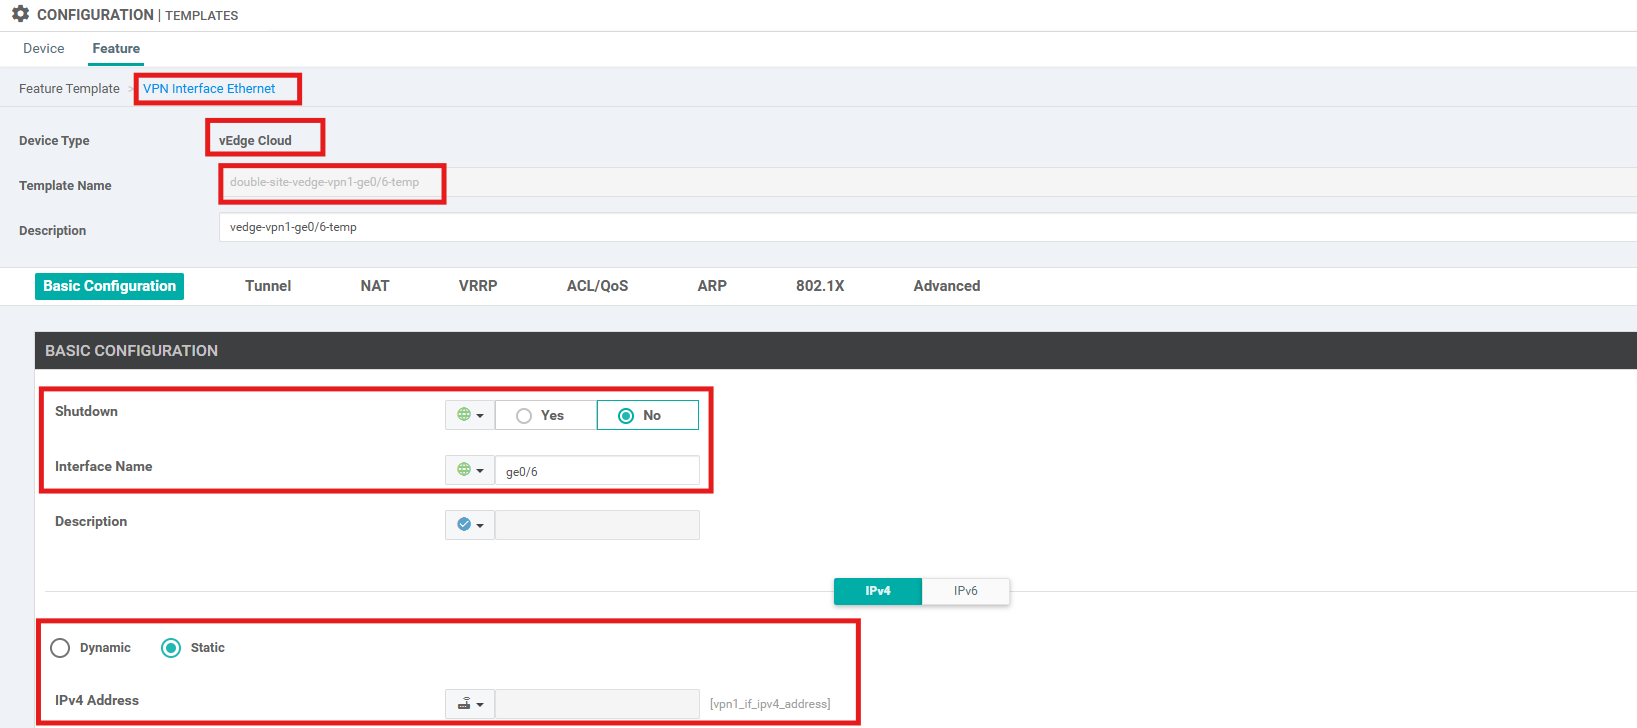 CONFIGURATION | TEMPLATES
Device Feature
Feature Template > VPN Interface Ethernet
Device Type vEdge Cloud
Template Name double-site-vedge-vpn1-ge0/6-temp
Description vedge-vpn1-ge0/6-temp
Basic Configuration Tunnel NAT VRRP ACL/QoS ARP 802.1X Advanced
BASIC CONFIGURATION
Shutdown Yes No
Interface Name ge0/6
Description
IPv4 IPv6
Dynamic Static
IPv4 Address [vpn1_if_ipv4_address]